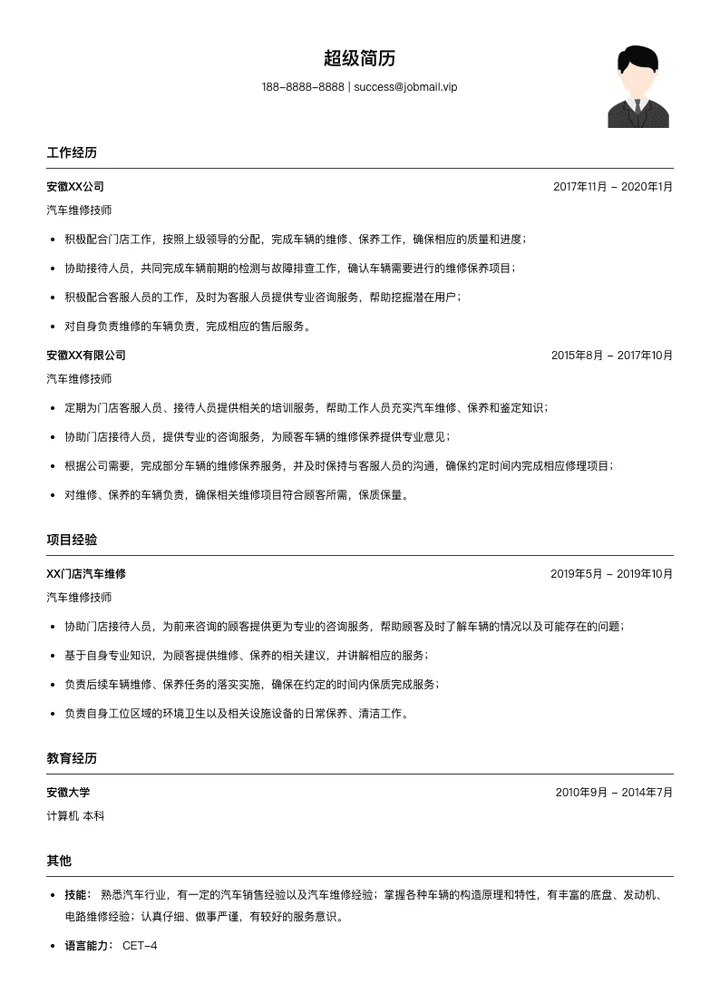 超级简历
188-8888-8888 | success@jobmail.vip
工作经历
安徽XX公司 2017年11月 – 2020年1月
汽车维修技师
• 积极配合门店工作，按照上级领导的分配，完成车辆的维修、保养工作，确保相应的质量和进度；
• 协助接待人员，共同完成车辆前期的检测与故障排查工作，确认车辆需要进行的维修保养项目；
• 积极配合客服人员的工作，及时为客服人员提供专业咨询服务，帮助挖掘潜在用户；
• 对自身负责维修的车辆负责，完成相应的售后服务。
安徽XX有限公司 2015年8月 – 2017年10月
汽车维修技师
• 定期为门店客服人员、接待人员提供相关的培训服务，帮助工作人员充实汽车维修、保养和鉴定知识；
• 协助门店接待人员，提供专业的咨询服务，为顾客车辆的维修保养提供专业意见；
• 根据公司需要，完成部分车辆的维修保养服务，并及时保持与客服人员的沟通，确保约定时间内完成相应修理项目；
• 对维修、保养的车辆负责，确保相关维修项目符合顾客所需，保质保量。
项目经验
XX门店汽车维修 2019年5月 – 2019年10月
汽车维修技师
• 协助门店接待人员，为前来咨询的顾客提供更为专业的咨询服务，帮助顾客及时了解车辆的情况以及可能存在的问题；
• 基于自身专业知识，为顾客提供维修、保养的相关建议，并讲解相应的服务；
• 负责后续车辆维修、保养任务的落实实施，确保在约定的时间内保质完成服务；
• 负责自身工位区域的环境卫生以及相关设施设备的日常保养、清洁工作。
教育经历
安徽大学 2010年9月 – 2014年7月
计算机 本科
其他
• 技能： 熟悉汽车行业，有一定的汽车销售经验以及汽车维修经验；掌握各种车辆的构造原理和特性，有丰富的底盘、发动机、
电路维修经验；认真仔细、做事严谨，有较好的服务意识。
• 语言能力： CET-4